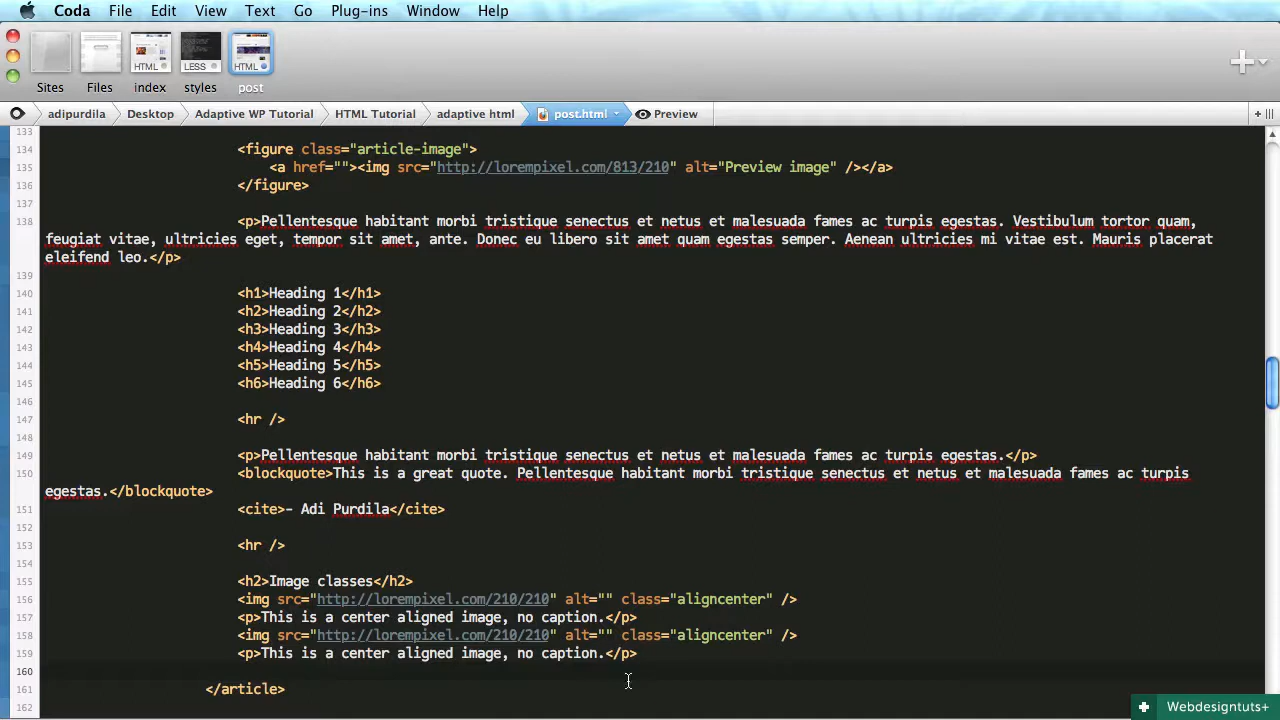 Coda File Edit View Text Go Plug-ins Window Help
HTML LESS HTML
Sites Files index styles post
adipurdila Desktop Adaptive WP Tutorial HTML Tutorial adaptive html post.html Preview
133
134 <figure class="article-image">
135 <a href=""><img src="http://lorempixel.com/813/210" alt="Preview image" /></a>
136 </figure>
137
138 <p>Pellentesque habitant morbi tristique senectus et netus et malesuada fames ac turpis egestas. Vestibulum tortor quam,
feugiat vitae, ultricies eget, tempor sit amet, ante. Donec eu libero sit amet quam egestas semper. Aenean ultricies mi vitae est. Mauris placerat
eleifend leo.</p>
139
140 <h1>Heading 1</h1>
141 <h2>Heading 2</h2>
142 <h3>Heading 3</h3>
143 <h4>Heading 4</h4>
144 <h5>Heading 5</h5>
145 <h6>Heading 6</h6>
146
147 <hr />
148
149 <p>Pellentesque habitant morbi tristique senectus et netus et malesuada fames ac turpis egestas.</p>
150 <blockquote>This is a great quote. Pellentesque habitant morbi tristique senectus et netus et malesuada fames ac turpis
egestas.</blockquote>
151 <cite>- Adi Purdila</cite>
152
153 <hr />
154
155 <h2>Image classes</h2>
156 <img src="http://lorempixel.com/210/210" alt="" class="aligncenter" />
157 <p>This is a center aligned image, no caption.</p>
158 <img src="http://lorempixel.com/210/210" alt="" class="aligncenter" />
159 <p>This is a center aligned image, no caption.</p>
160
161 </article>
162
Webdesigntuts+